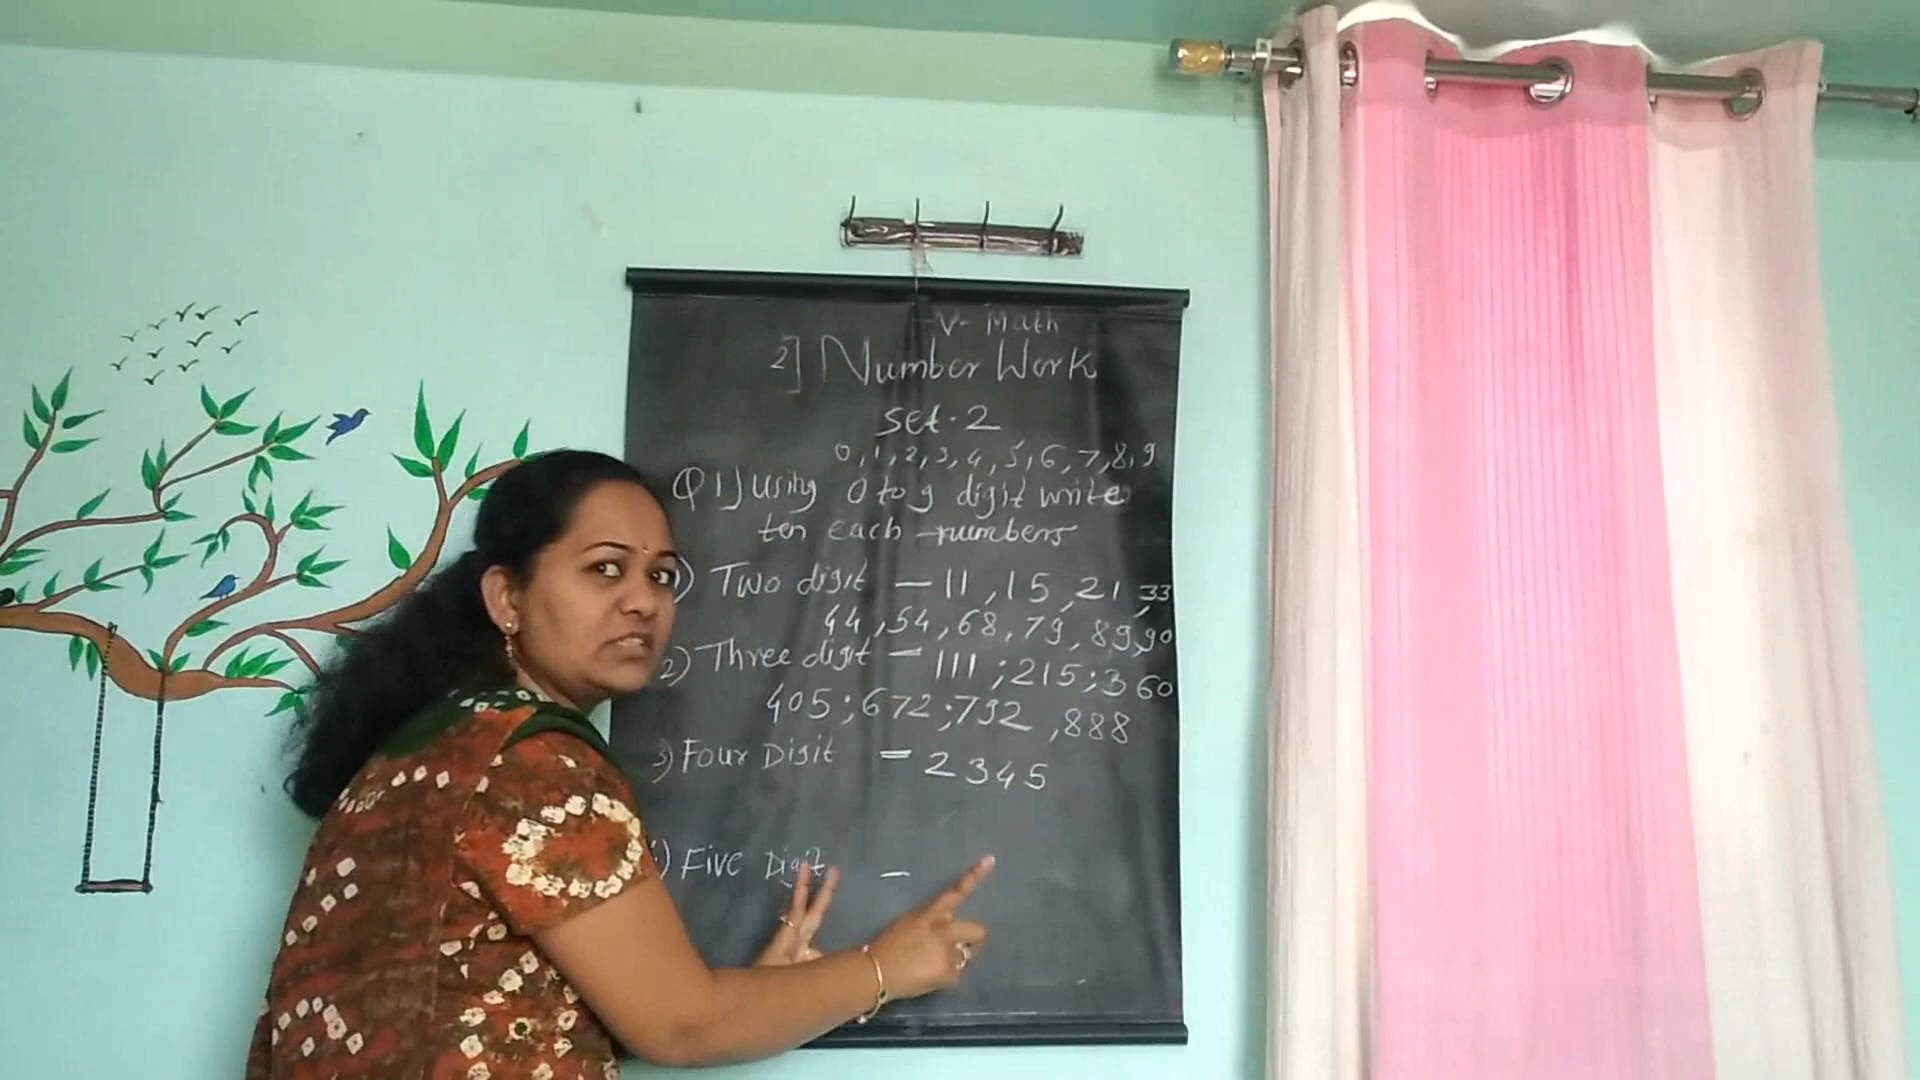 V- Math
2] Number Work
Set. 2
0,1,2,3,4,5,6,7,8,9
Q1) using 0 to 9 digit write
ten each numbers
1) Two digit - 11, 15, 21, 33,
44, 54, 68, 79, 89, 90
2) Three digit - 111; 215; 360
405; 672; 792, 888
3) Four Digit - 2345
) Five Digit -